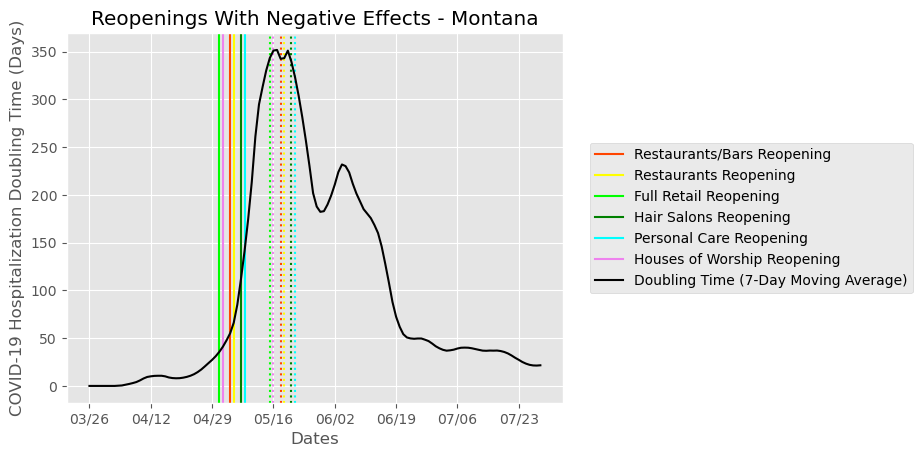 Reopenings With Negative Effects - Montana
COVID-19 Hospitalization Doubling Time (Days)
350
300
250
200
150
100
50
0
03/26 04/12 04/29 05/16 06/02 06/19 07/06 07/23
Dates
Restaurants/Bars Reopening
Restaurants Reopening
Full Retail Reopening
Hair Salons Reopening
Personal Care Reopening
Houses of Worship Reopening
Doubling Time (7-Day Moving Average)